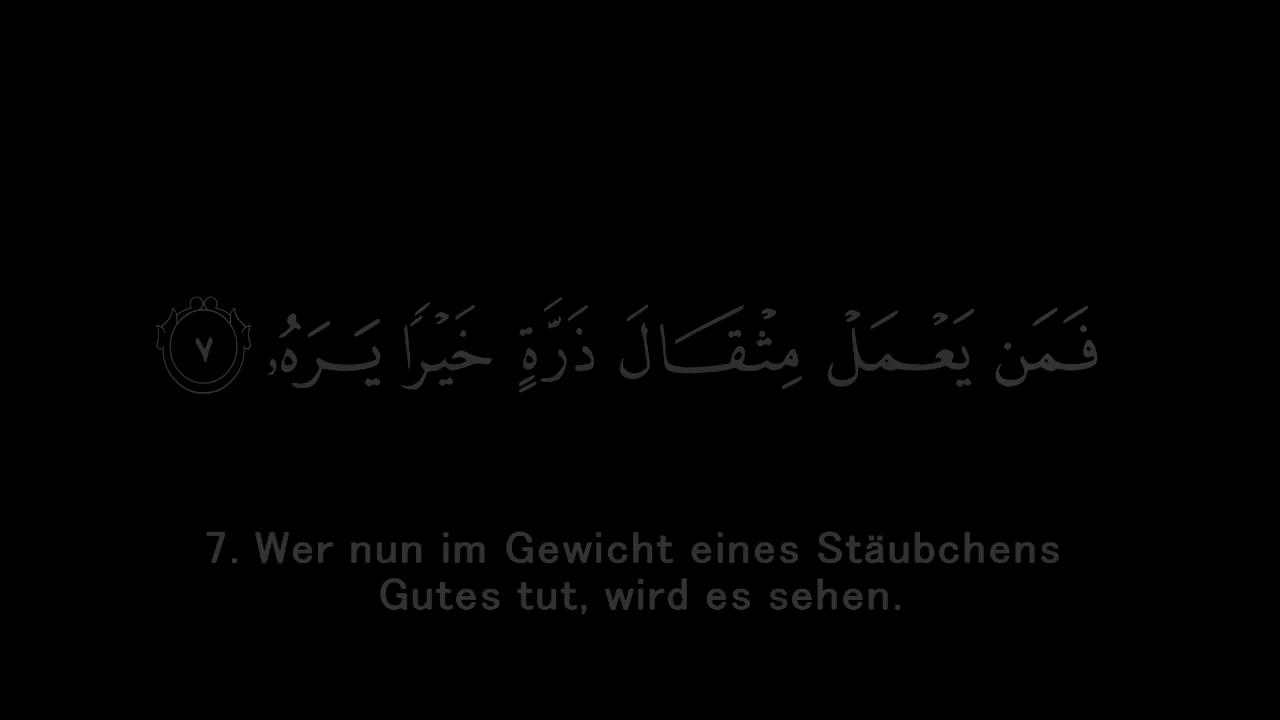 فَمَن يَعْمَلْ مِثْقَالَ ذَرَّةٍ خَيْرًا يَرَهُۥ ٧
7. Wer nun im Gewicht eines Stäubchens
Gutes tut, wird es sehen.